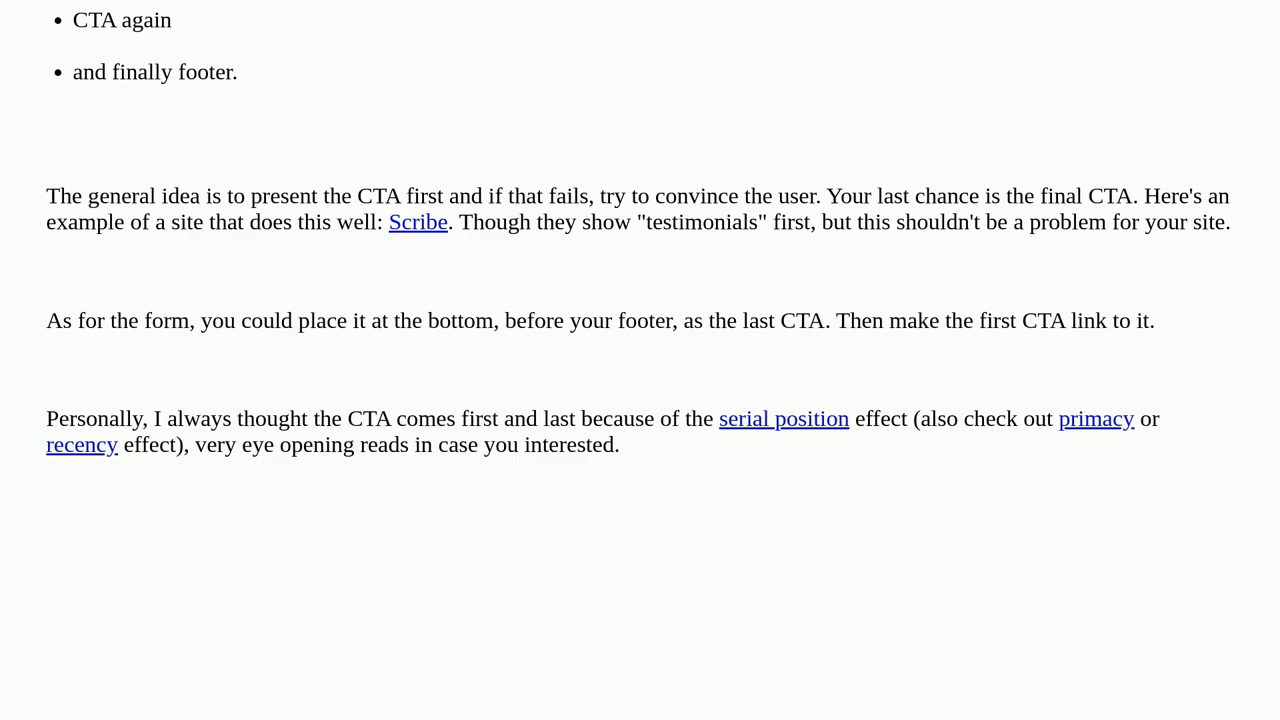 CTA again
and finally footer.
The general idea is to present the CTA first and if that fails, try to convince the user. Your last chance is the final CTA. Here's an
example of a site that does this well: Scribe. Though they show "testimonials" first, but this shouldn't be a problem for your site.
As for the form, you could place it at the bottom, before your footer, as the last CTA. Then make the first CTA link to it.
Personally, I always thought the CTA comes first and last because of the serial position effect (also check out primacy or
recency effect), very eye opening reads in case you interested.